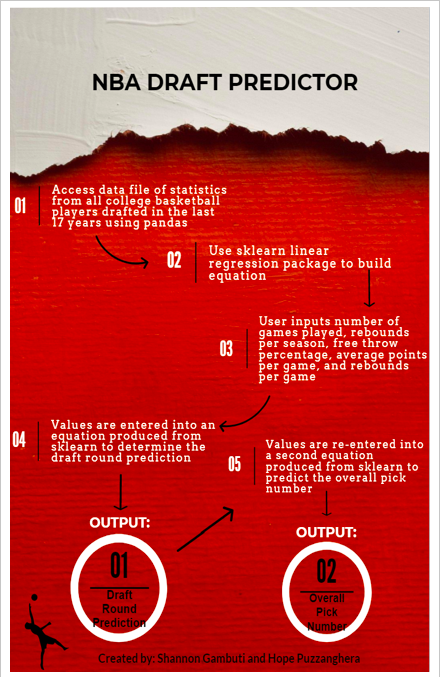 NBA DRAFT PREDICTOR
01
Access data file of statistics
from all college basketball
players drafted in the last
17 years using pandas
02
Use sklearn linear
regression package to build
equation
03
User inputs number of
games played, rebounds
per season, free throw
percentage, average points
per game, and rebounds
per game
04
Values are entered into an
equation produced from
sklearn to determine the
draft round prediction
05
Values are re-entered into
a second equation
produced from sklearn to
predict the overall pick
number
OUTPUT:
01
Draft
Round
Prediction
OUTPUT:
02
Overall
Pick
Number
Created by: Shannon Gambuti and Hope Puzzanghera